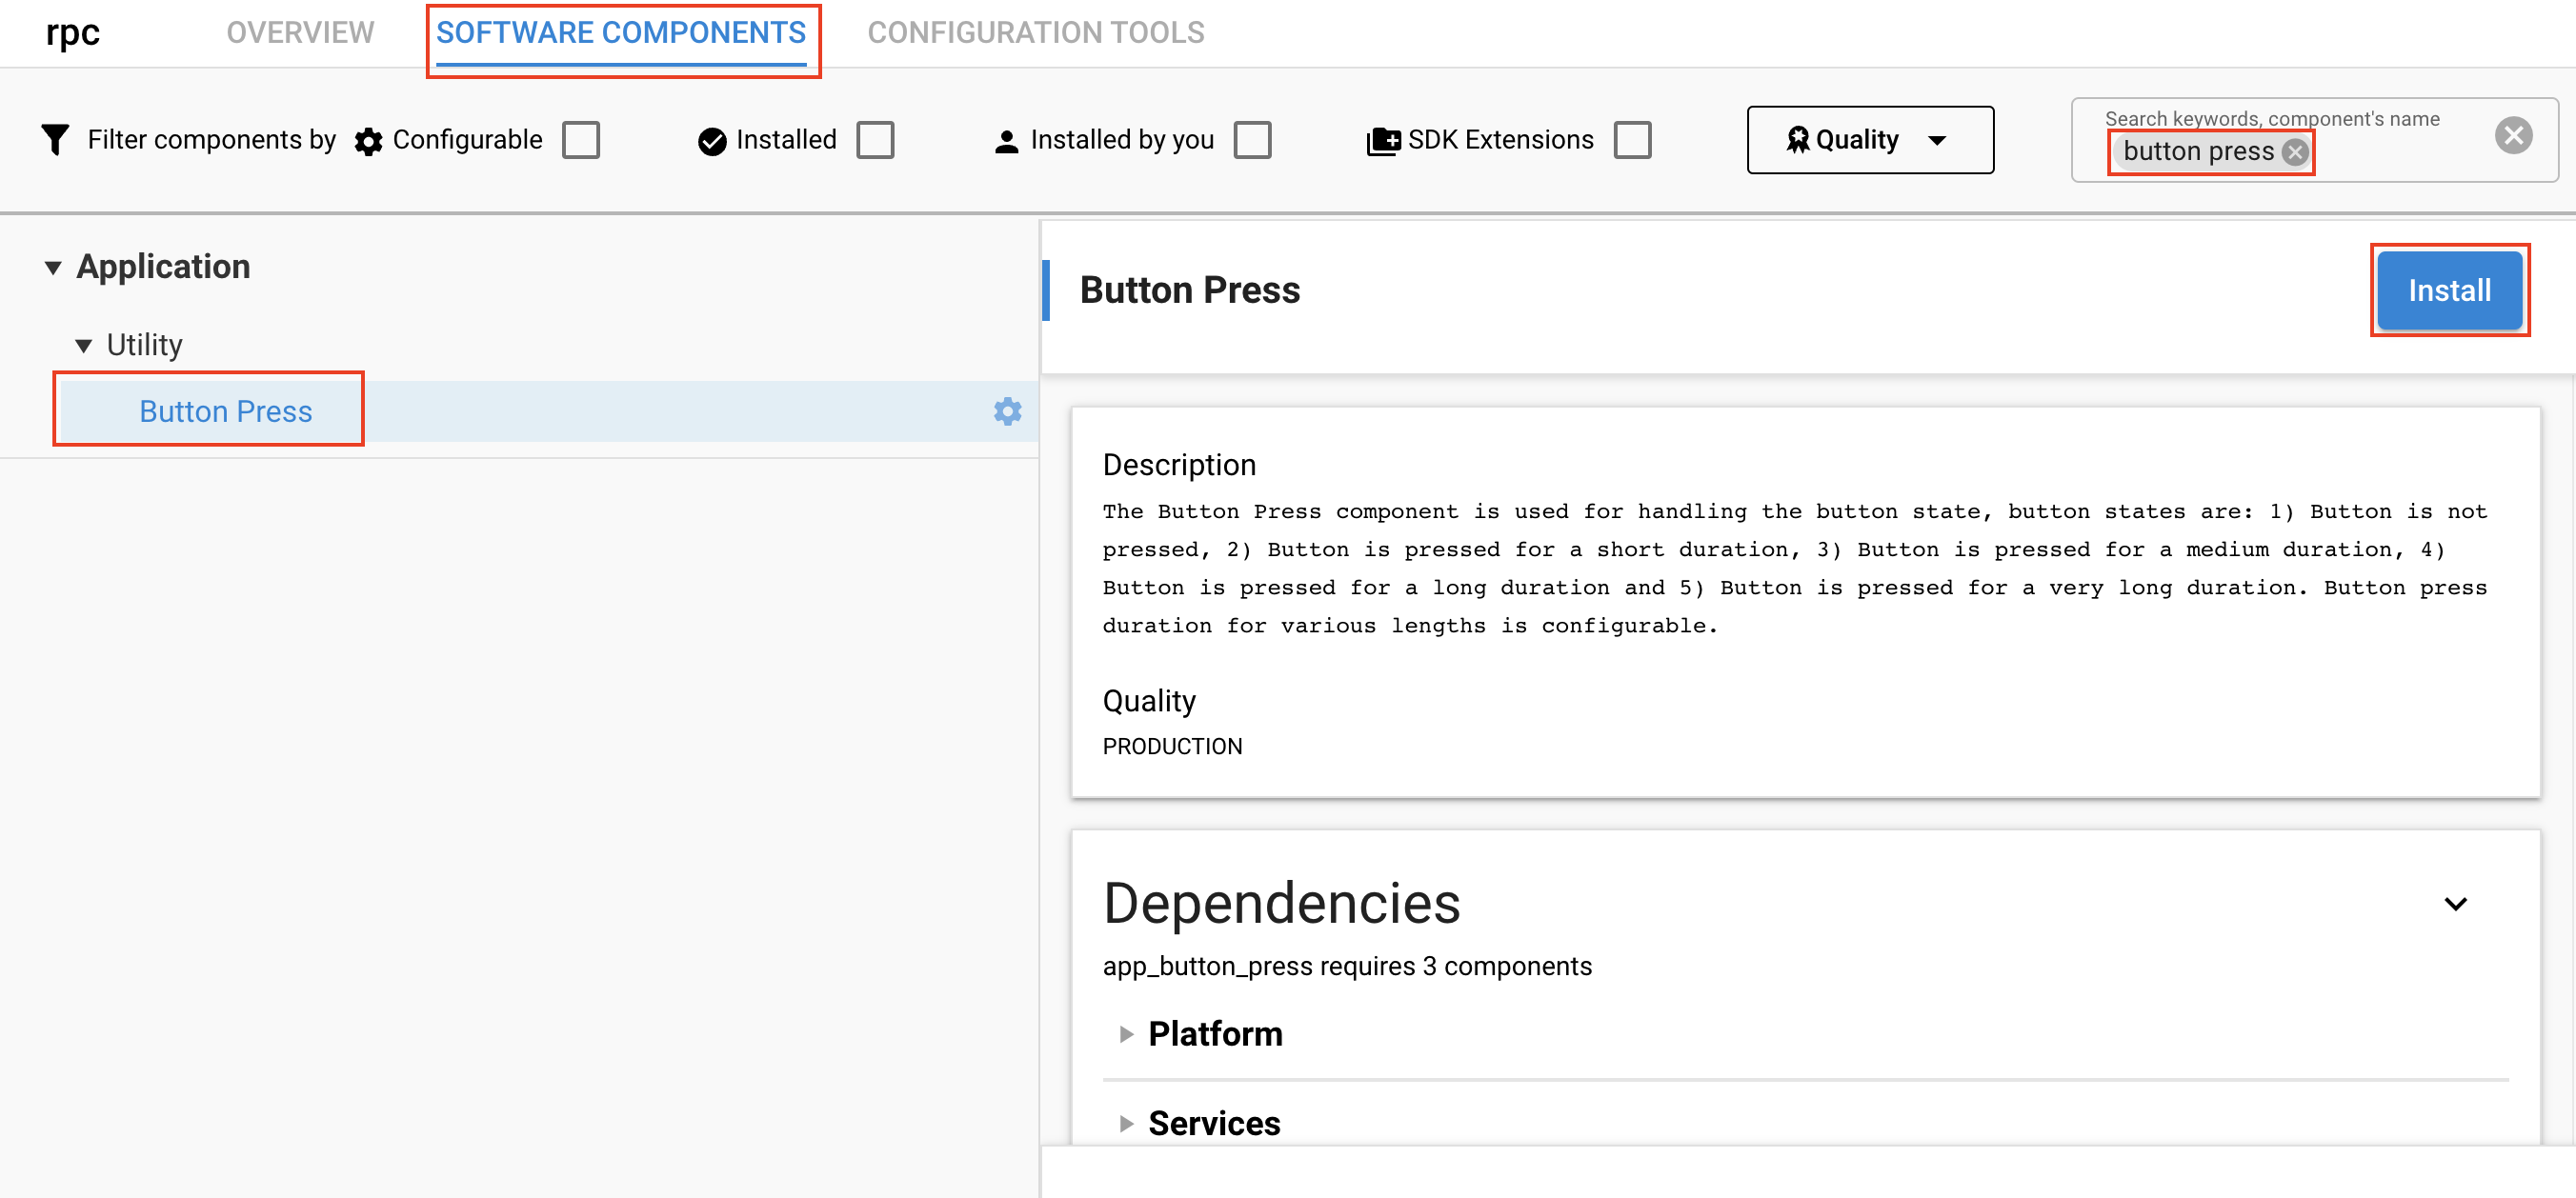 rpc
OVERVIEW
SOFTWARE COMPONENTS
CONFIGURATION TOOLS
Filter components by
Configurable
Installed
Installed by you
SDK Extensions
Quality
Search keywords, component's name
button press
Application
Utility
Button Press
Button Press
Install
Description
The Button Press component is used for handling the button state, button states are: 1) Button is not
pressed, 2) Button is pressed for a short duration, 3) Button is pressed for a medium duration, 4)
Button is pressed for a long duration and 5) Button is pressed for a very long duration. Button press
duration for various lengths is configurable.
Quality
PRODUCTION
Dependencies
app_button_press requires 3 components
Platform
Services